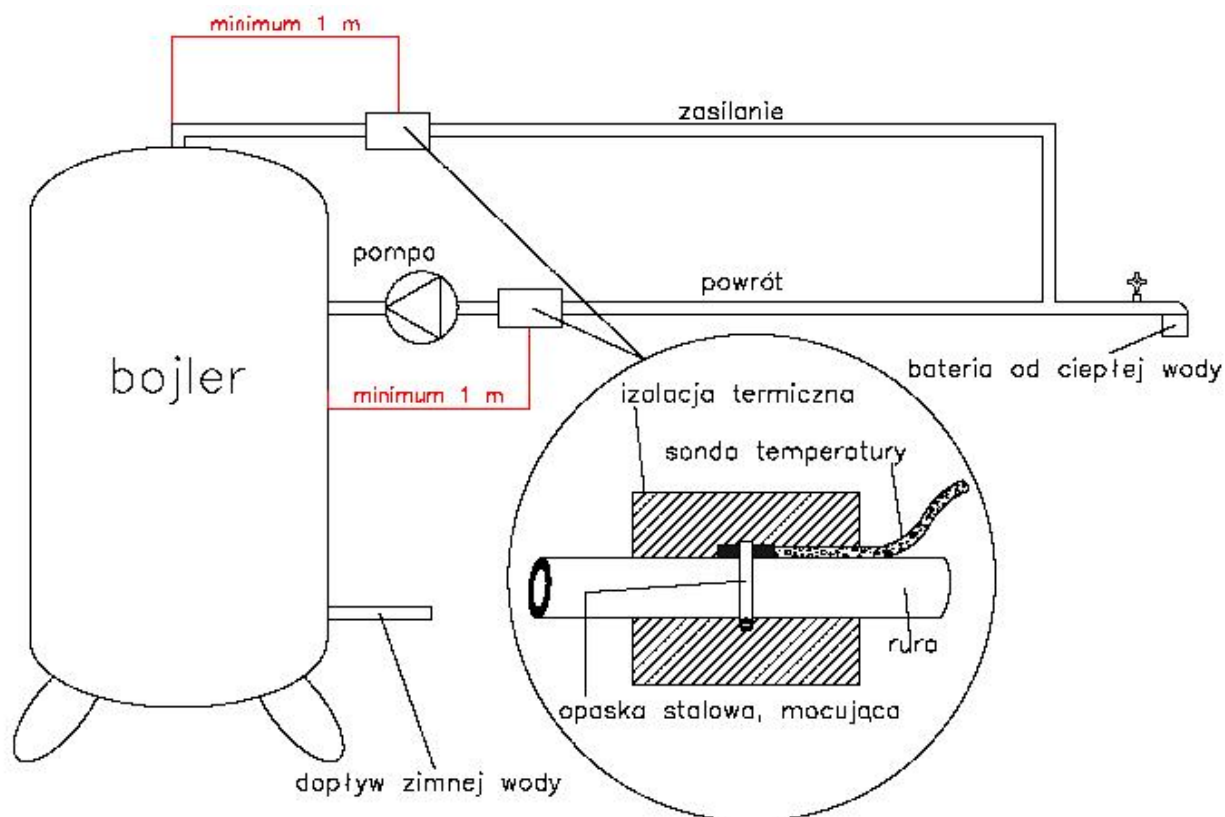 minimum 1 m
zasilanie
pompa
powrót
bojler
bateria od ciepłej wody
minimum 1 m
izolacja termiczna
sonda temperatury
rura
opaska stalowa, mocująca
dopływ zimnej wody